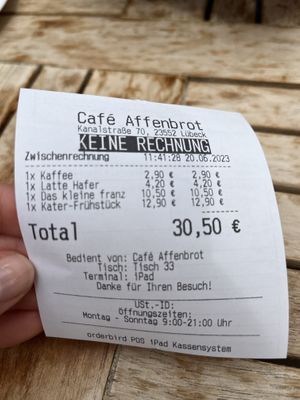 Café Affenbrot
Kanalstraße 70, 23552 Lübeck
KEINE RECHNUNG
Zwischenrechnung 11:41:28 20.06.2023
1x Kaffee 2,90 € 2,90 €
1x Latte Hafer 4,20 € 4,20 €
1x Das kleine franz 10,50 € 10,50 €
1x Kater-Frühstück 12,90 € 12,90 €
Total 30,50 €
Bedient von: Café Affenbrot
Tisch: Tisch 33
Terminal: iPad
Danke für Ihren Besuch!
USt.-ID:
Öffnungszeiten:
Montag - Sonntag 9:00-21:00 Uhr
orderbird POS iPad Kassensystem